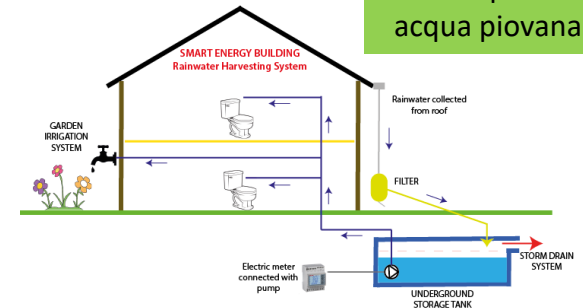 acqua piovana
SMART ENERGY BUILDING
Rainwater Harvesting System
Rainwater collected
from roof
GARDEN
IRRIGATION
SYSTEM
FILTER
STORM DRAIN
SYSTEM
Electric meter
connected with
pump
UNDERGROUND
STORAGE TANK